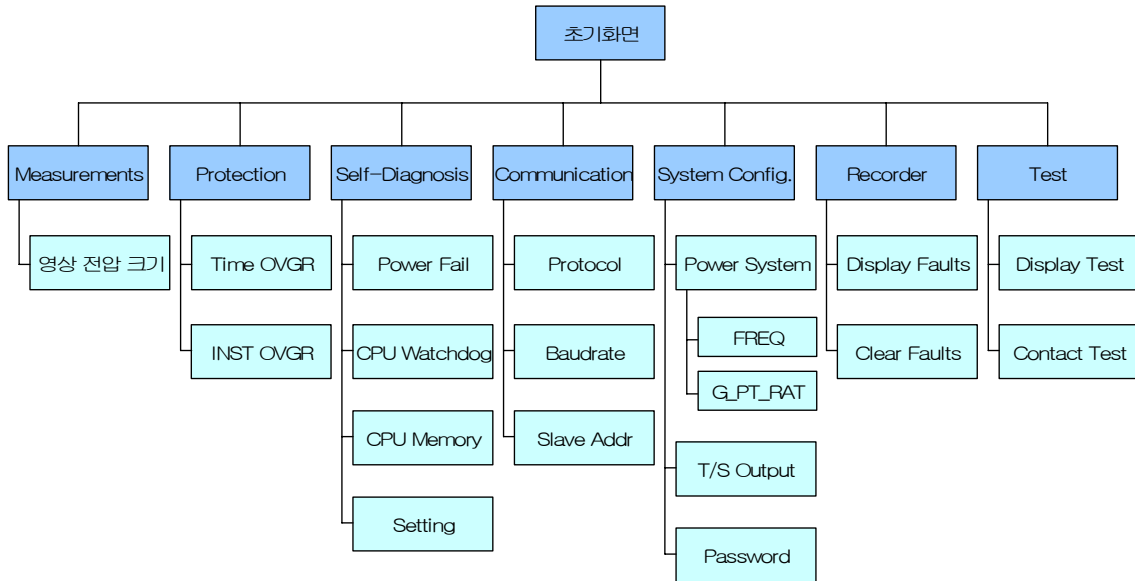 초기화면
Measurements
Protection
Self-Diagnosis
Communication
System Config.
Recorder
Test
영상 전압 크기
Time OVGR
Power Fail
Protocol
Power System
Display Faults
Display Test
INST OVGR
CPU Watchdog
Baudrate
FREQ
Clear Faults
Contact Test
G_PT_RAT
CPU Memory
Slave Addr
T/S Output
Setting
Password